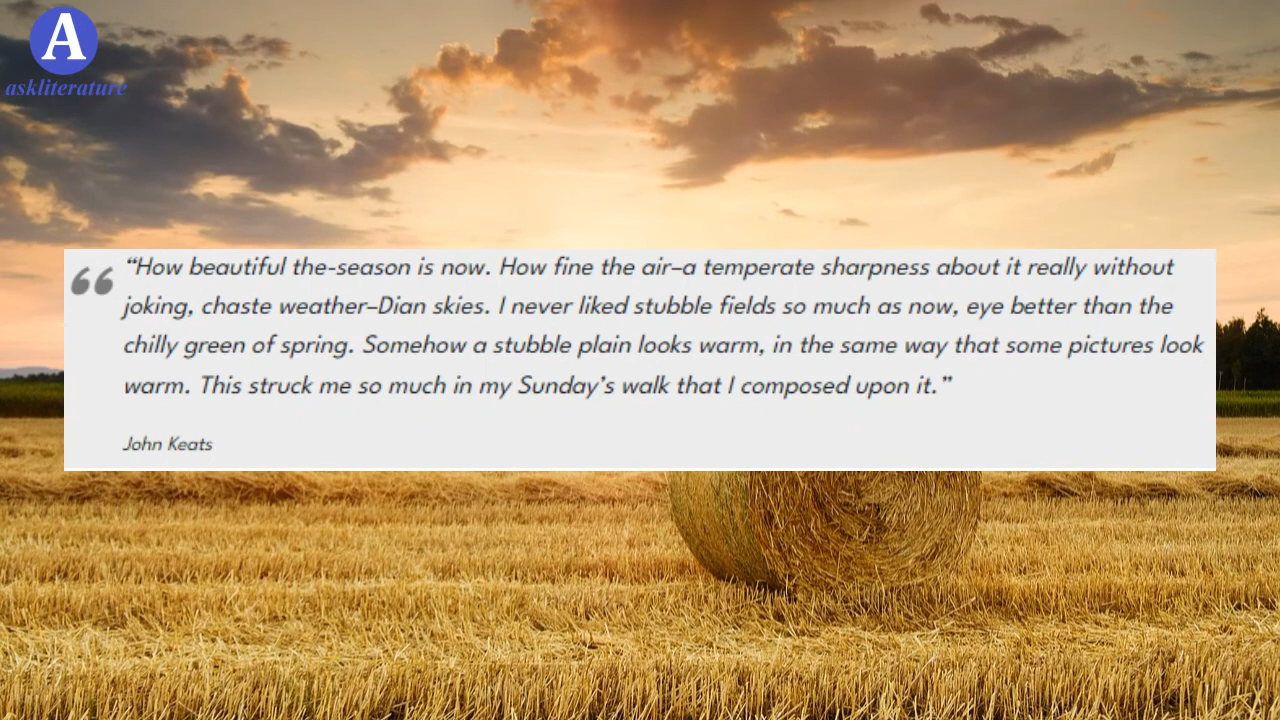 A
askliterature
“How beautiful the-season is now. How fine the air–a temperate sharpness about it really without
joking, chaste weather–Dian skies. I never liked stubble fields so much as now, eye better than the
chilly green of spring. Somehow a stubble plain looks warm, in the same way that some pictures look
warm. This struck me so much in my Sunday’s walk that I composed upon it.”
John Keats